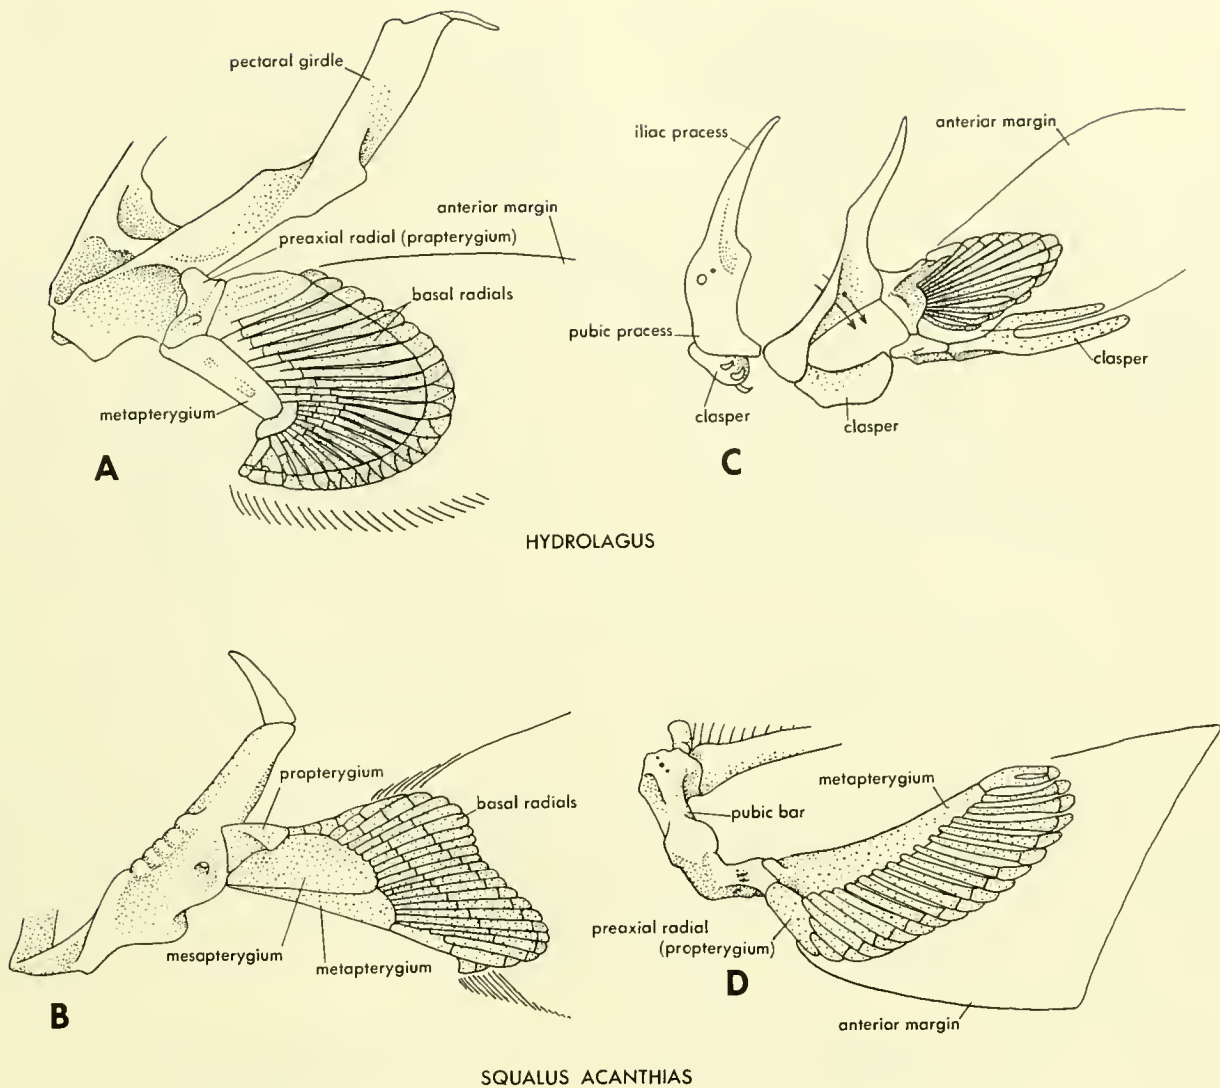 pectoral girdle
anterior margin
preaxial radial (propterygium)
basal radials
metapterygium
A
iliac process
anterior margin
pubic process
clasper
clasper
clasper
C
HYDROLAGUS
propterygium
basal radials
mesapterygium
metapterygium
B
metapterygium
pubic bar
preaxial radial
(propterygium)
D
anterior margin
SQUALUS ACANTHIAS